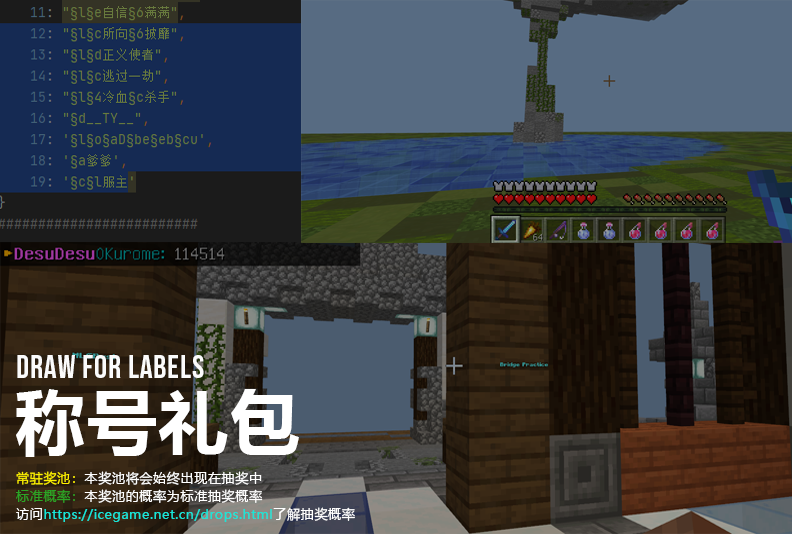 11: "§l§e自信§6满满",
12: "§l§c所向§6披靡",
13: "§l§d正义使者",
14: "§l§c逃过一劫",
15: "§l§4冷血§c杀手",
16: "§d__TY__",
17: '§l§o§aD§be§eb§cu',
18: '§a爹爹',
19: '§c§l服主'
}
#########################
64
DesuDesuOKurome: 114514
Bridge Practice
DRAW FOR LABELS
称号礼包
常驻奖池：本奖池将会始终出现在抽奖中
标准概率：本奖池的概率为标准抽奖概率
访问https://icegame.net.cn/drops.html了解抽奖概率